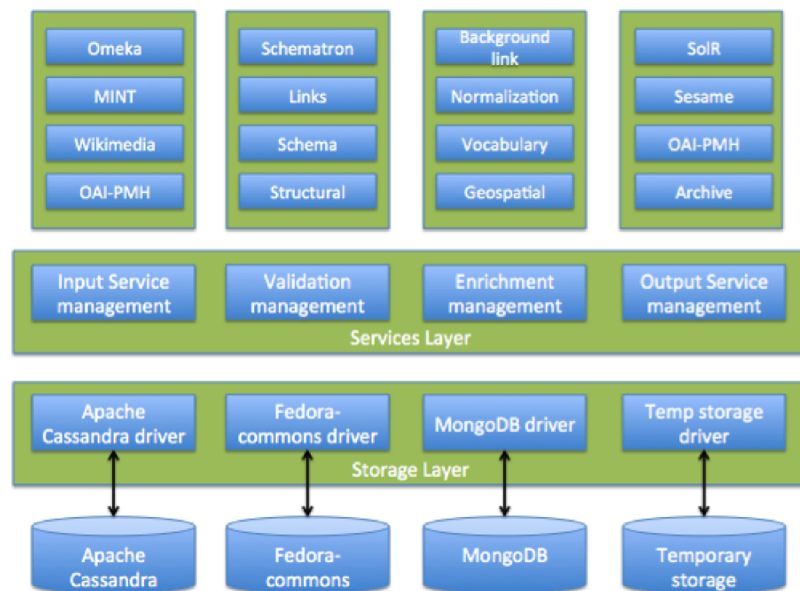 Omeka
MINT
Wikimedia
OAI-PMH
Schematron
Links
Schema
Structural
Background
link
Normalization
Vocabulary
Geospatial
SolR
Sesame
OAI-PMH
Archive
Input Service
management
Validation
management
Enrichment
management
Output Service
management
Services Layer
Apache
Cassandra driver
Fedora-
commons driver
MongoDB driver
Temp storage
driver
Storage Layer
Apache
Cassandra
Fedora-
commons
MongoDB
Temporary
storage